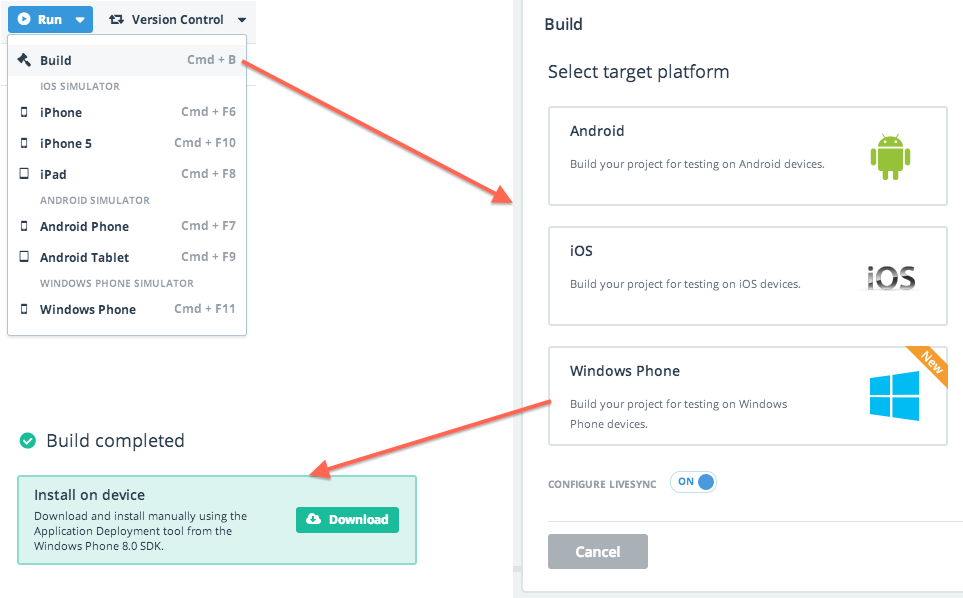 Run
Version Control
Build Cmd + B
IOS SIMULATOR
iPhone Cmd + F6
iPhone 5 Cmd + F10
iPad Cmd + F8
ANDROID SIMULATOR
Android Phone Cmd + F7
Android Tablet Cmd + F9
WINDOWS PHONE SIMULATOR
Windows Phone Cmd + F11
Build completed
Install on device
Download and install manually using the
Application Deployment tool from the
Windows Phone 8.0 SDK.
Download
Build
Select target platform
Android
Build your project for testing on Android devices.
iOS
Build your project for testing on iOS devices.
iOS
Windows Phone
Build your project for testing on Windows
Phone devices.
New
CONFIGURE LIVESYNC ON
Cancel